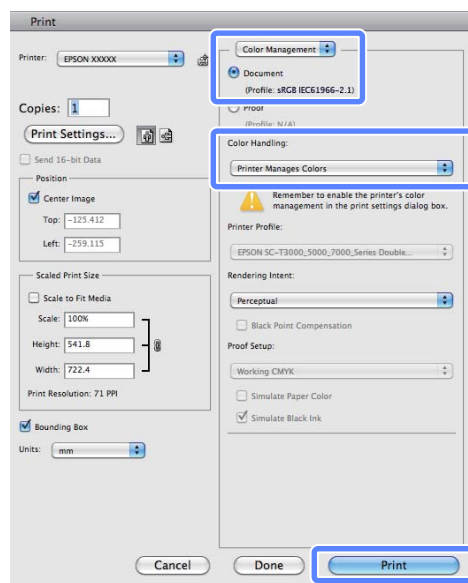 Print
Printer: EPSON XXXXX
Copies: 1
Print Settings...
Send 16-bit Data
Position
Center Image
Top: -125.412
Left: -259.115
Scaled Print Size
Scale to Fit Media
Scale: 100%
Height: 541.8
Width: 722.4
Print Resolution: 71 PPI
Bounding Box
Units: mm
Color Management
Document
(Profile: sRGB IEC61966-2.1)
Proof
(Profile: N/A)
Color Handling:
Printer Manages Colors
Remember to enable the printer's color
management in the print settings dialog box.
Printer Profile:
EPSON SC-T3000_5000_7000_Series Double...
Rendering Intent:
Perceptual
Black Point Compensation
Proof Setup:
Working CMYK
Simulate Paper Color
Simulate Black Ink
Cancel
Done
Print